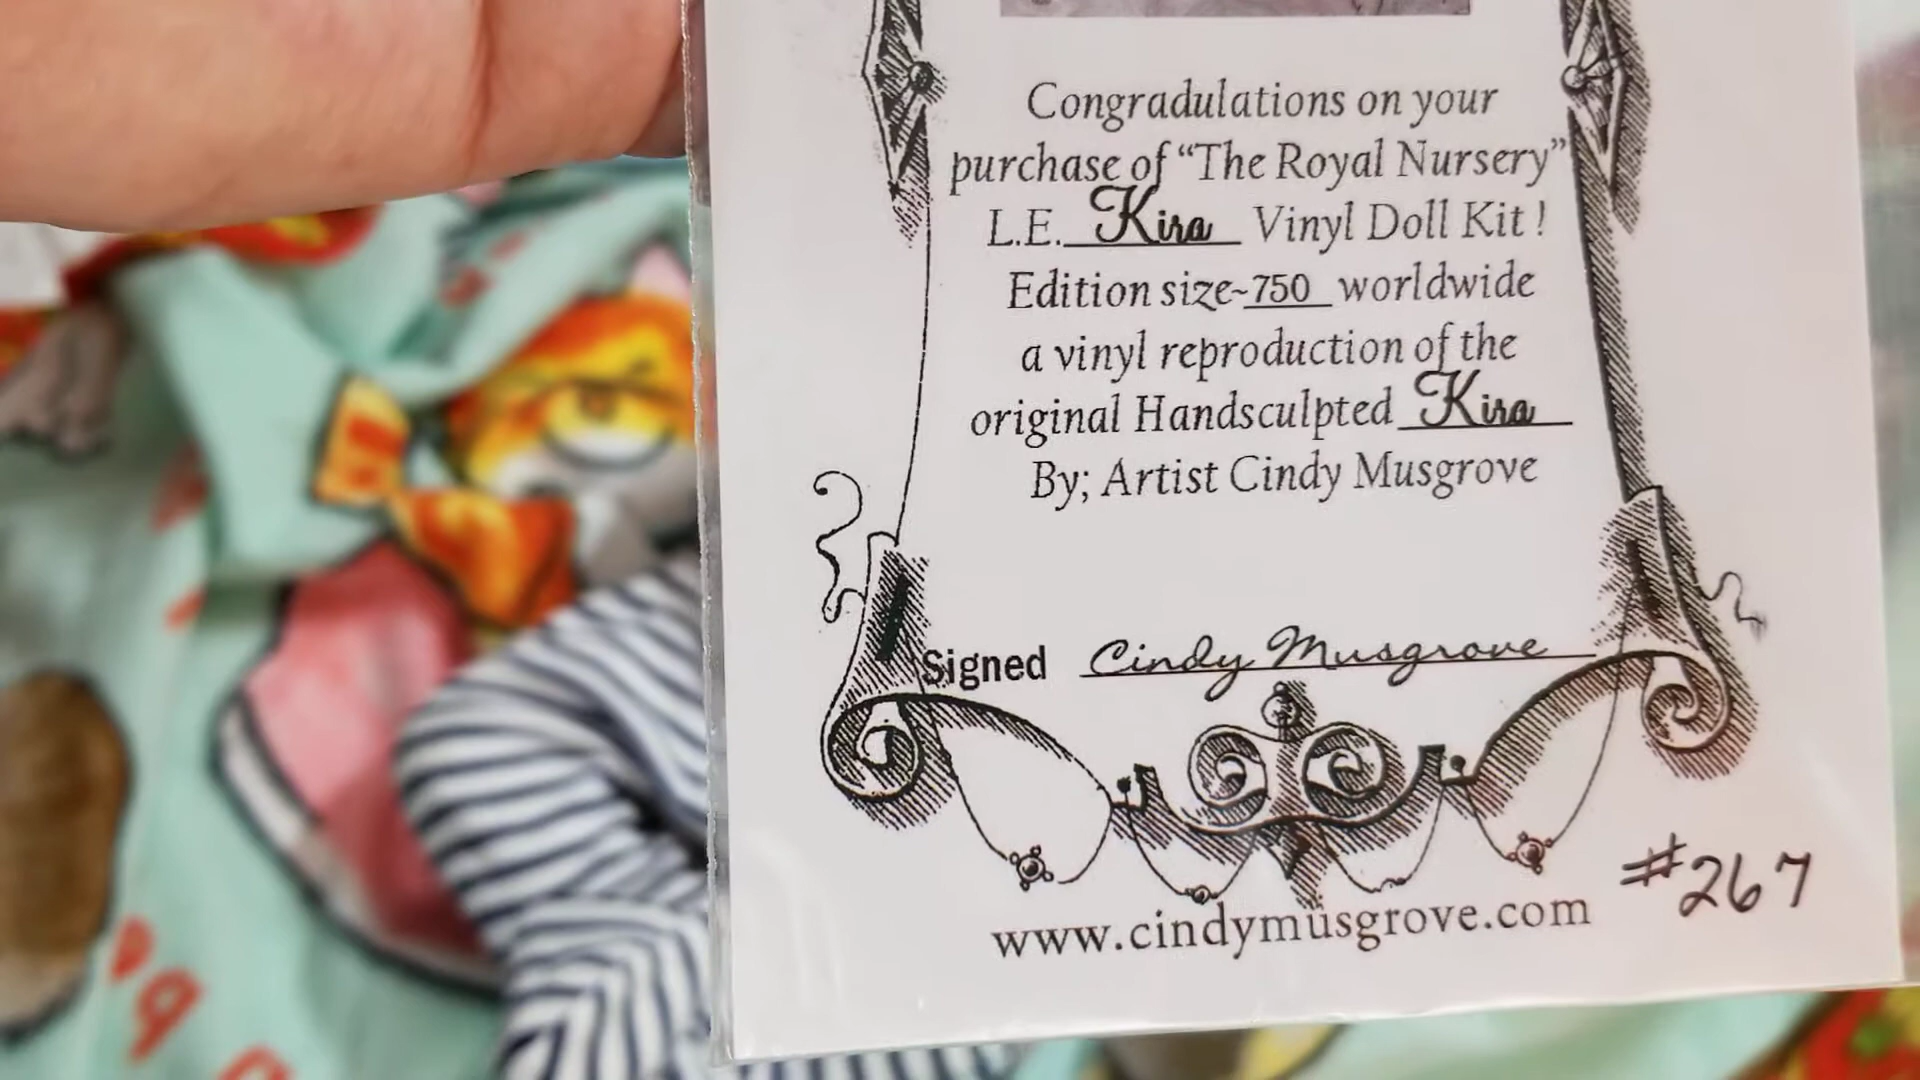 Congradulations on your
purchase of “The Royal Nursery”
L.E. Kira Vinyl Doll Kit !
Edition size~750 worldwide
a vinyl reproduction of the
original Handsculpted Kira
By; Artist Cindy Musgrove
Signed Cindy Musgrove
www.cindymusgrove.com
#267